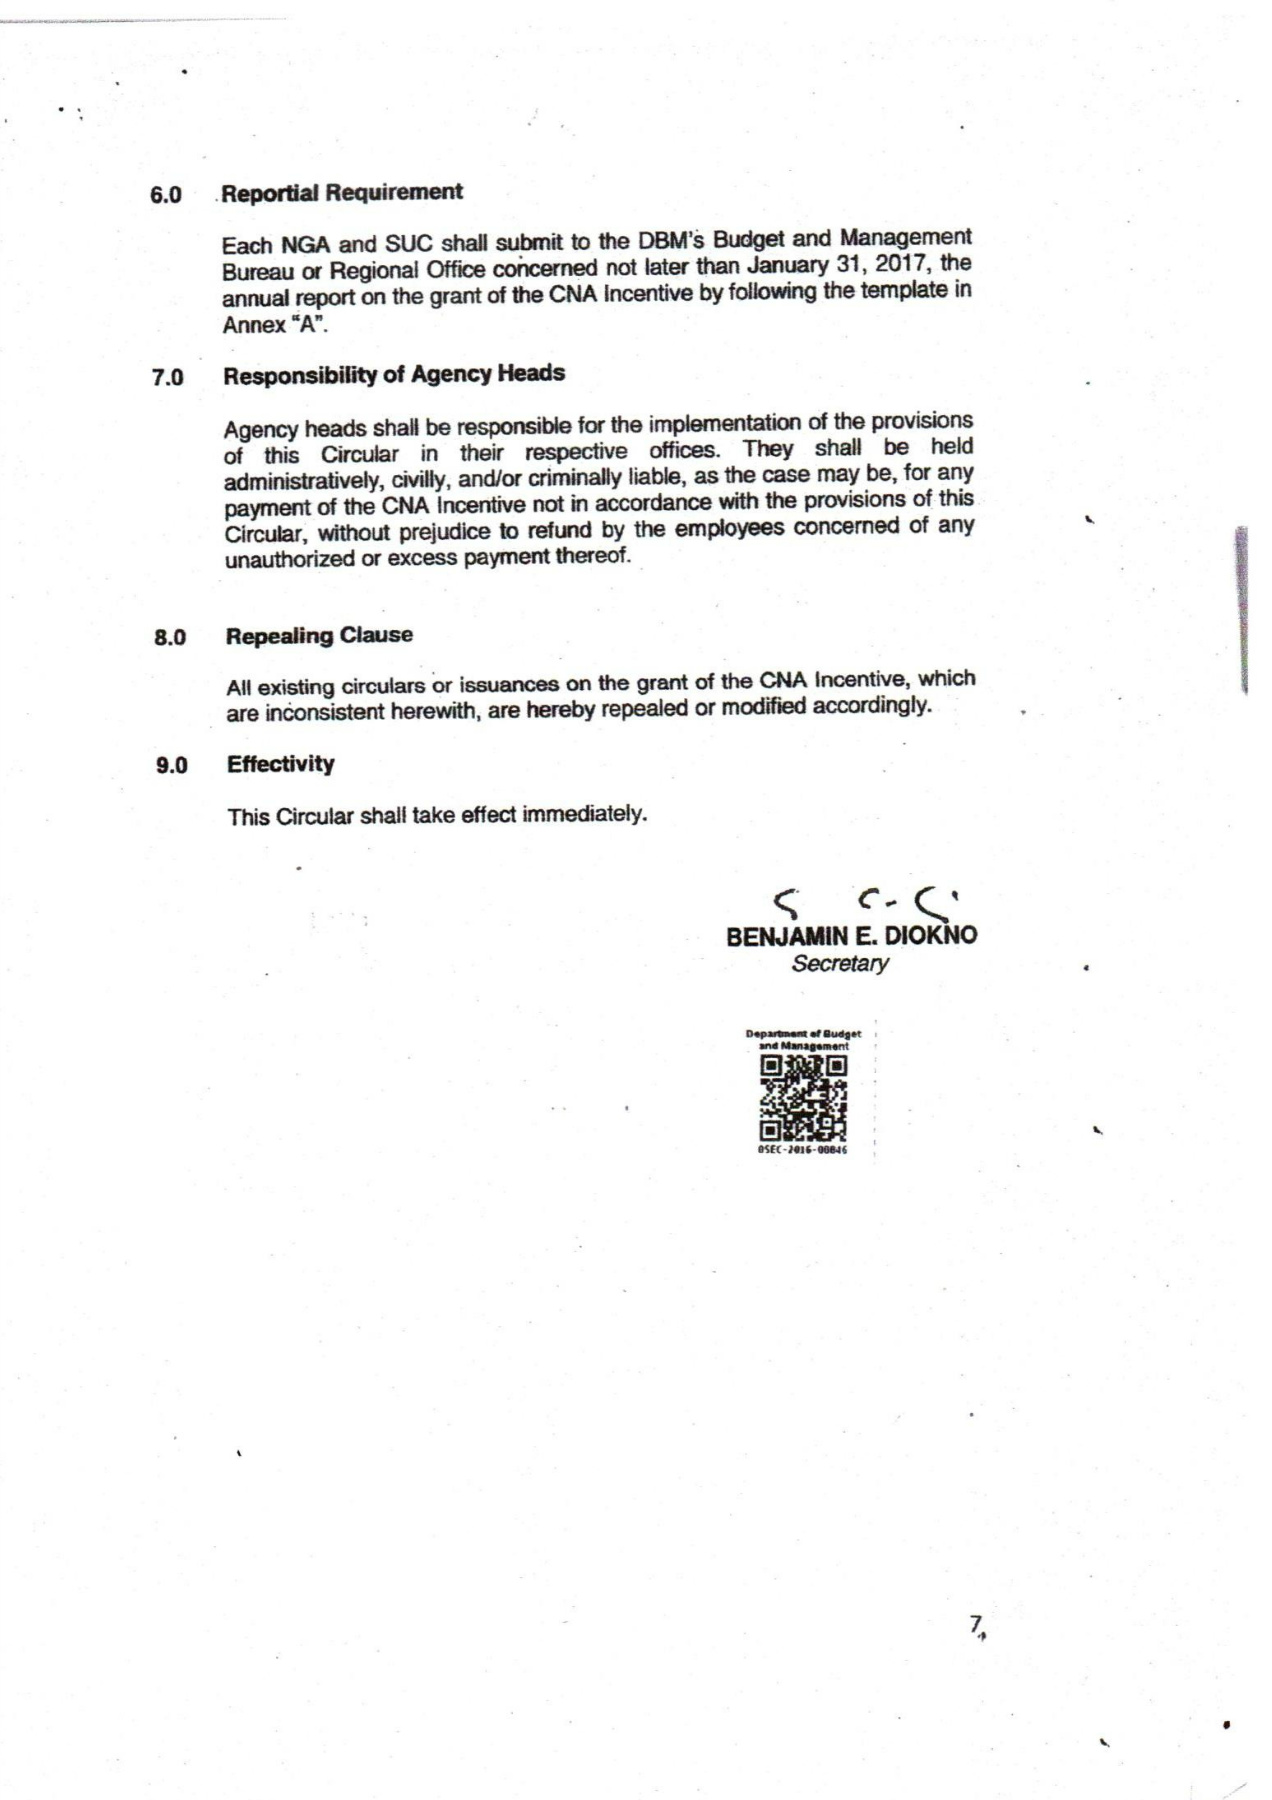 6.0 Reportial Requirement
Each NGA and SUC shall submit to the DBM's Budget and Management
Bureau or Regional Office concerned not later than January 31, 2017, the
annual report on the grant of the CNA Incentive by following the template in
Annex "A".
7.0 Responsibility of Agency Heads
Agency heads shall be responsible for the implementation of the provisions
of this Circular in their respective offices. They shall be held
administratively, civilly, and/or criminally liable, as the case may be, for any
payment of the CNA Incentive not in accordance with the provisions of this
Circular, without prejudice to refund by the employees concerned of any
unauthorized or excess payment thereof.
8.0 Repealing Clause
All existing circulars or issuances on the grant of the CNA Incentive, which
are inconsistent herewith, are hereby repealed or modified accordingly.
9.0 Effectivity
This Circular shall take effect immediately.
BENJAMIN E. DIOKNO
Secretary
Department of Budget
and Management
OSEC-2016-00846
7